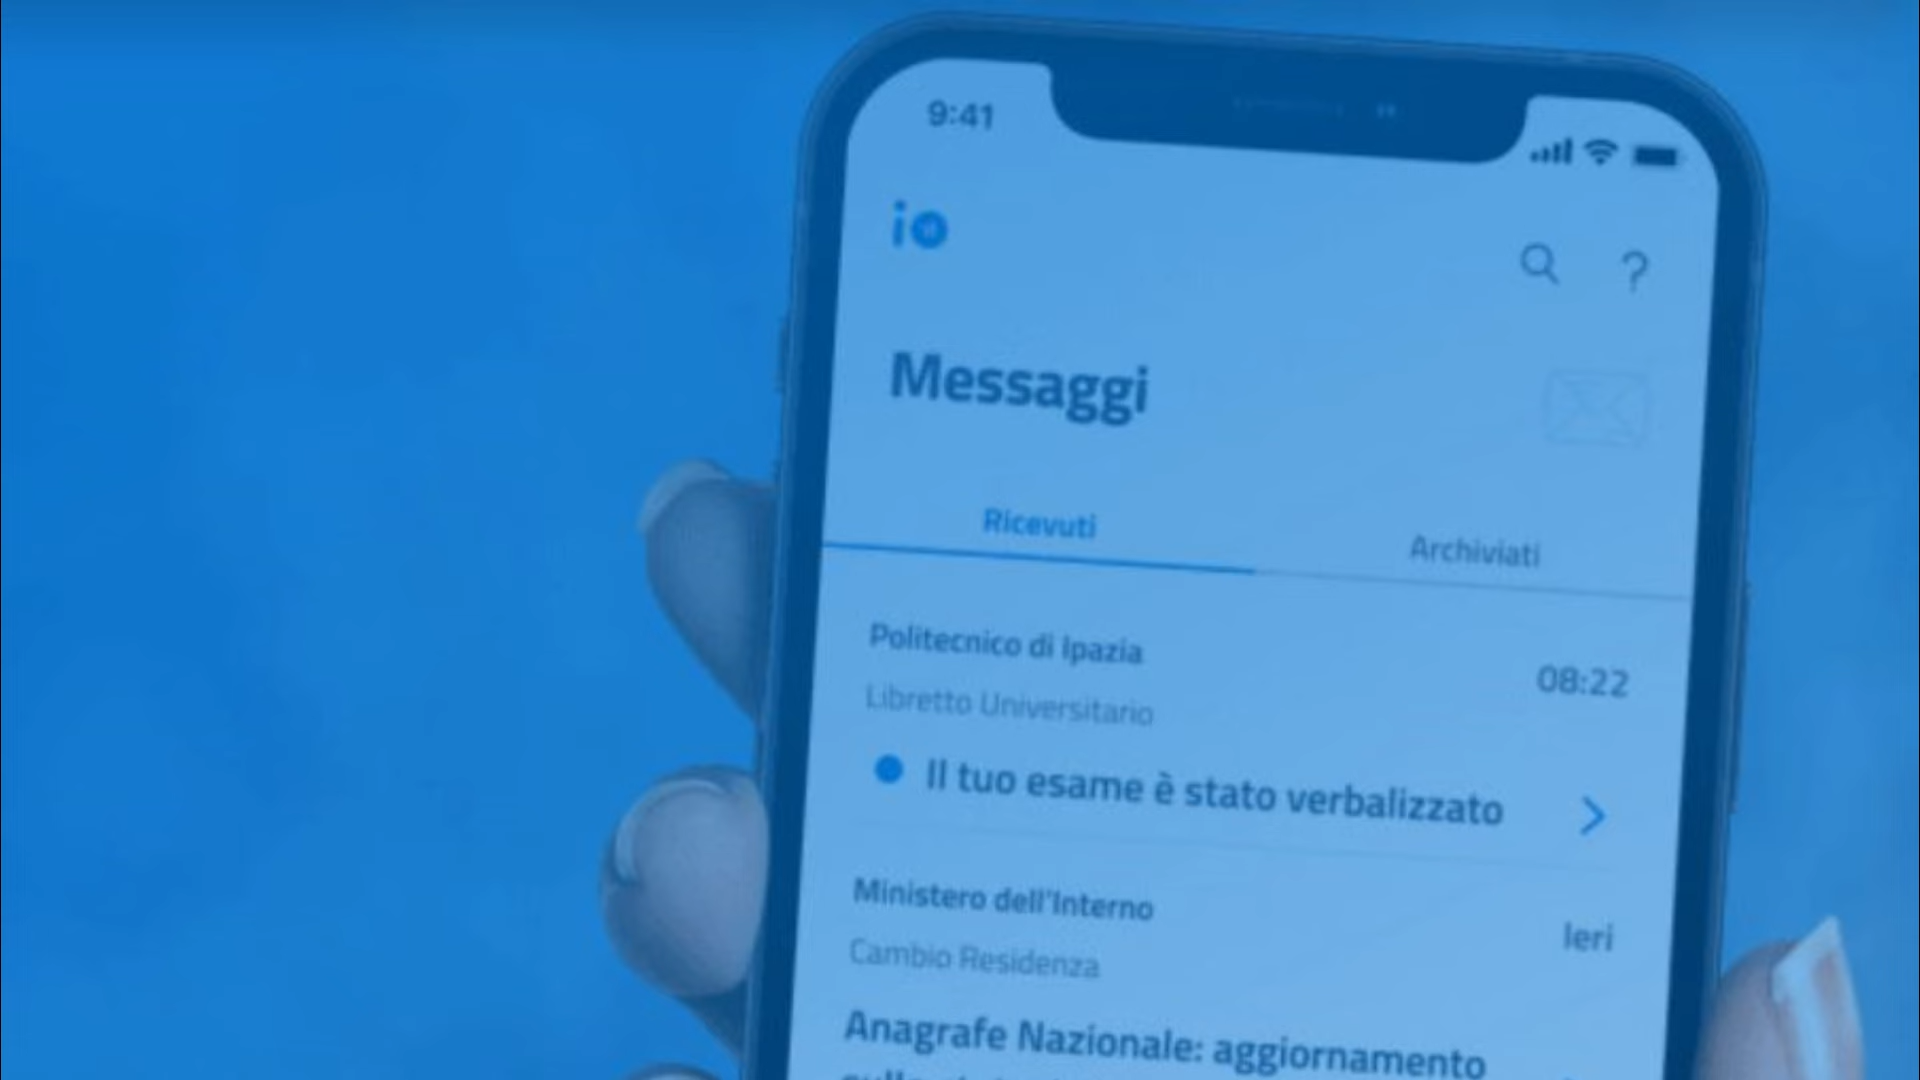 9:41
io
Messaggi
Ricevuti
Archiviati
Politecnico di Ipazia
08:22
Libretto Universitario
Il tuo esame è stato verbalizzato
Ministero dell'Interno
Ieri
Cambio Residenza
Anagrafe Nazionale: aggiornamento